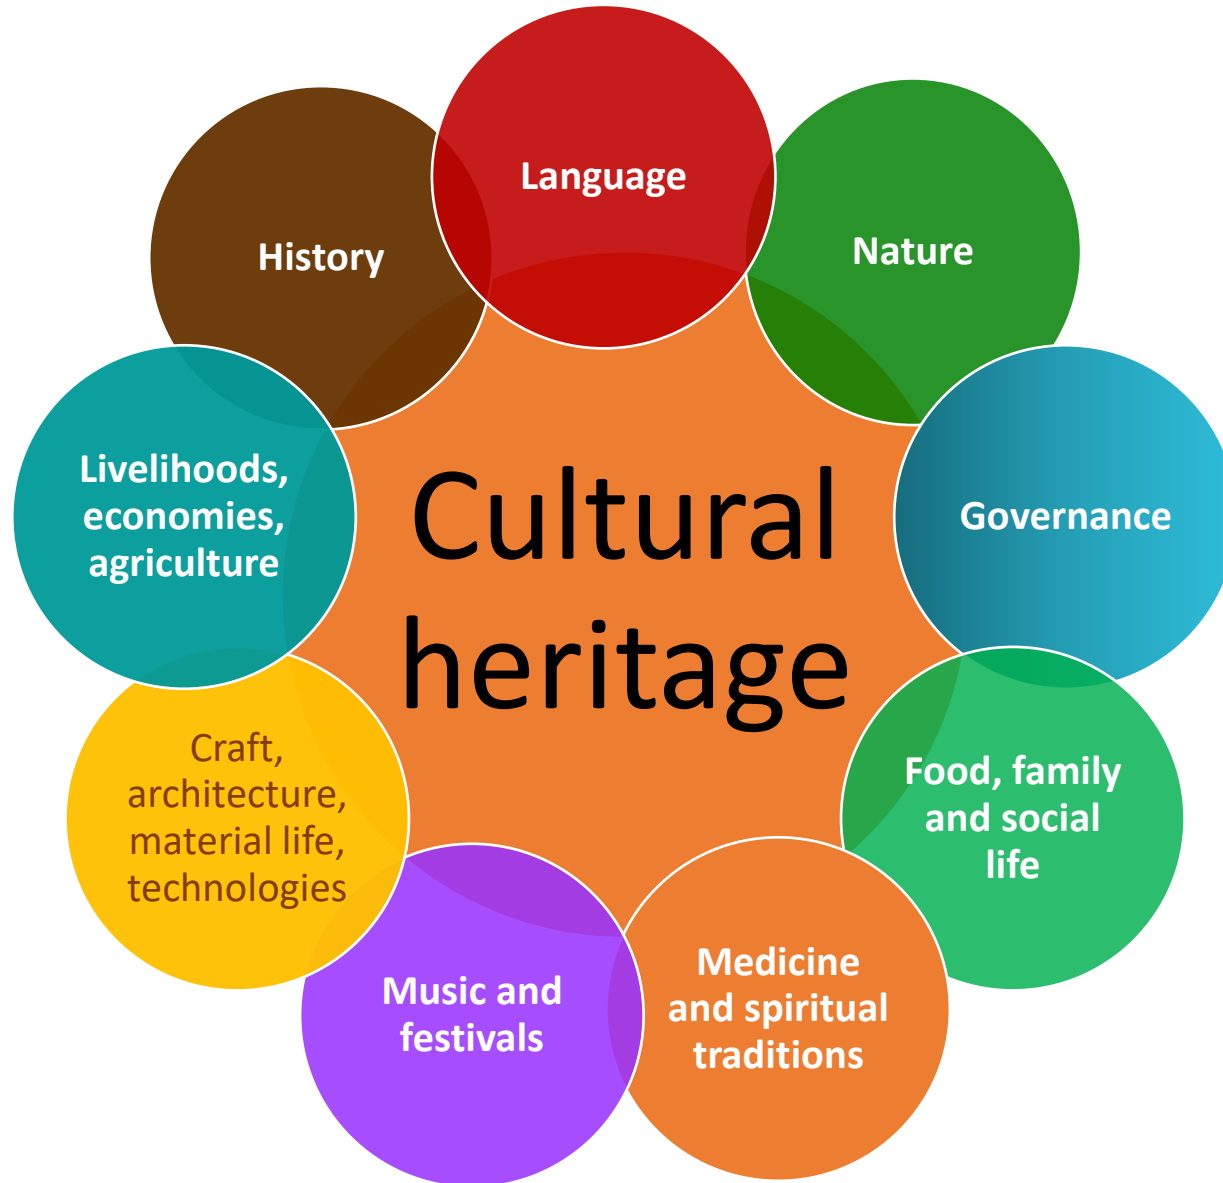 Language
Nature
Governance
Food, family
and social
life
Medicine
and spiritual
traditions
Music and
festivals
Craft,
architecture,
material life,
technologies
Livelihoods,
economies,
agriculture
History
Cultural
heritage